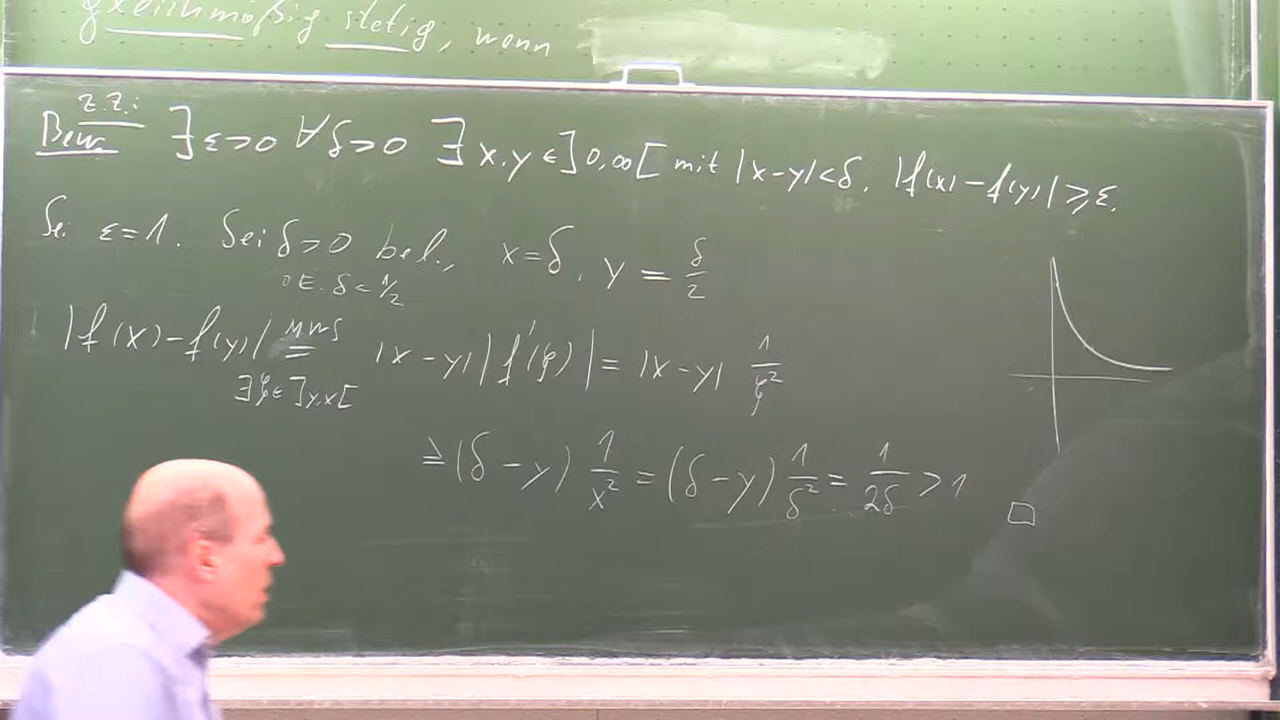 gleichmäßig stetig, wenn
z.z.:
Bew. ∃ ε>0 ∀ δ>0 ∃ x,y ∈ ]0,∞[ mit |x-y|<δ, |f(x)-f(y)| ≥ ε.
Sei ε=1. Sei δ>0 bel., x=δ, y = δ/2
OE. δ < 1/2
|f(x)-f(y)| = |x-y| |f'(ξ)| = |x-y| 1/ξ²
MWS
∃ ξ ∈ ]y,x[
≥ (δ-y) 1/x² = (δ-y) 1/δ² = 1/2δ > 1 □